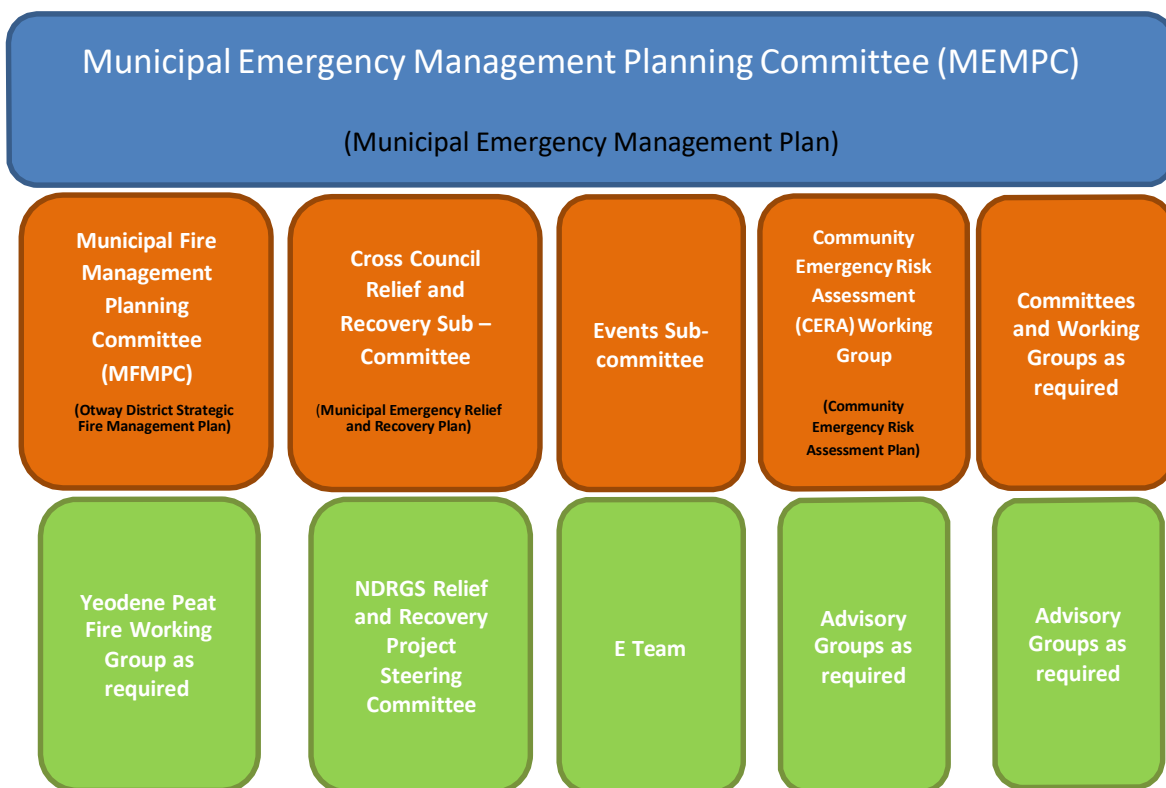 Municipal Emergency Management Planning Committee (MEMPC)
(Municipal Emergency Management Plan)
Municipal Fire
Management
Planning
Committee
(MFMPC)
(Otway District Strategic
Fire Management Plan)
Cross Council
Relief and
Recovery Sub –
Committee
(Municipal Emergency Relief
and Recovery Plan)
Events Sub-
committee
Community
Emergency Risk
Assessment
(CERA) Working
Group
(Community
Emergency Risk
Assessment Plan)
Committees
and Working
Groups as
required
Yeodene Peat
Fire Working
Group as
required
NDRGS Relief
and Recovery
Project
Steering
Committee
E Team
Advisory
Groups as
required
Advisory
Groups as
required